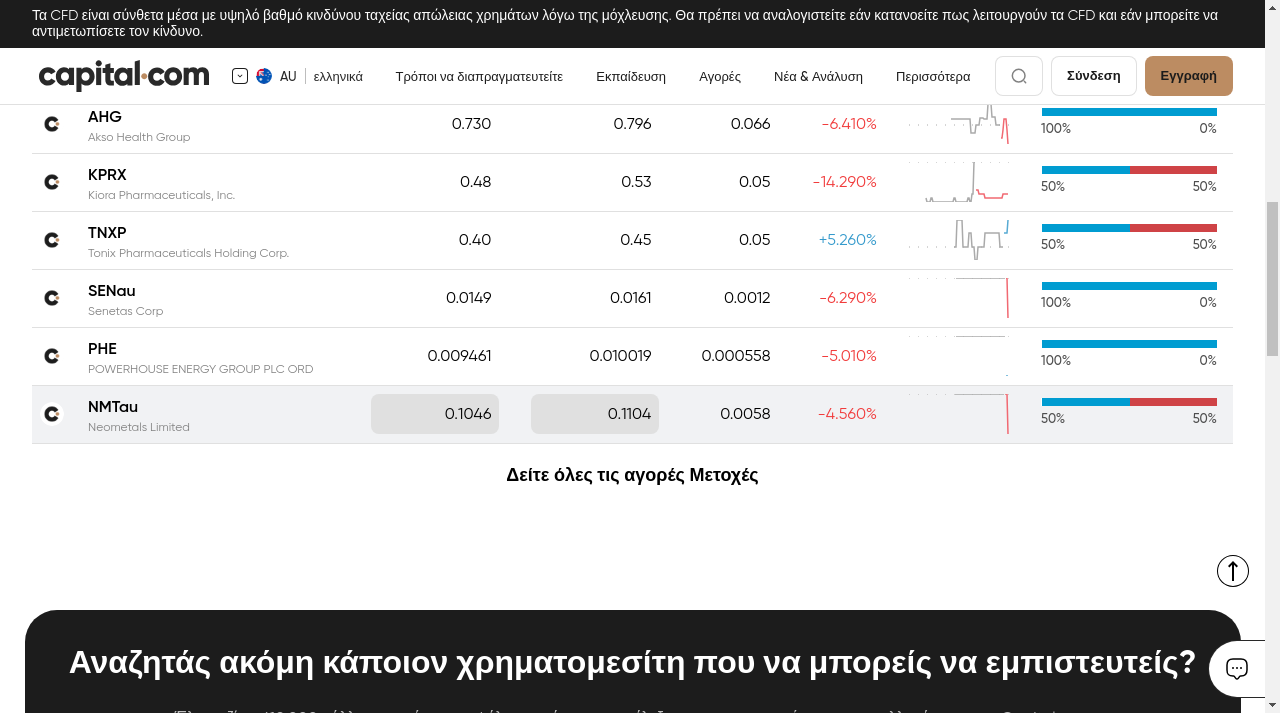 Τα CFD είναι σύνθετα μέσα με υψηλό βαθμό κινδύνου ταχείας απώλειας χρημάτων λόγω της μόχλευσης. Θα πρέπει να αναλογιστείτε εάν κατανοείτε πως λειτουργούν τα CFD και εάν μπορείτε να
αντιμετωπίσετε τον κίνδυνο.
capital.com AU ελληνικά Τρόποι να διαπραγματευτείτε Εκπαίδευση Αγορές Νέα & Ανάλυση Περισσότερα Σύνδεση Εγγραφή
AHG 0.730 0.796 0.066 -6.410%
Akso Health Group 100% 0%
KPRX 0.48 0.53 0.05 -14.290%
Kiora Pharmaceuticals, Inc. 50% 50%
TNXP 0.40 0.45 0.05 +5.260%
Tonix Pharmaceuticals Holding Corp. 50% 50%
SENau 0.0149 0.0161 0.0012 -6.290%
Senetas Corp 100% 0%
PHE 0.009461 0.010019 0.000558 -5.010%
POWERHOUSE ENERGY GROUP PLC ORD 100% 0%
NMTau 0.1046 0.1104 0.0058 -4.560%
Neometals Limited 50% 50%
Δείτε όλες τις αγορές Μετοχές
Αναζητάς ακόμη κάποιον χρηματομεσίτη που να μπορείς να εμπιστευτείς?